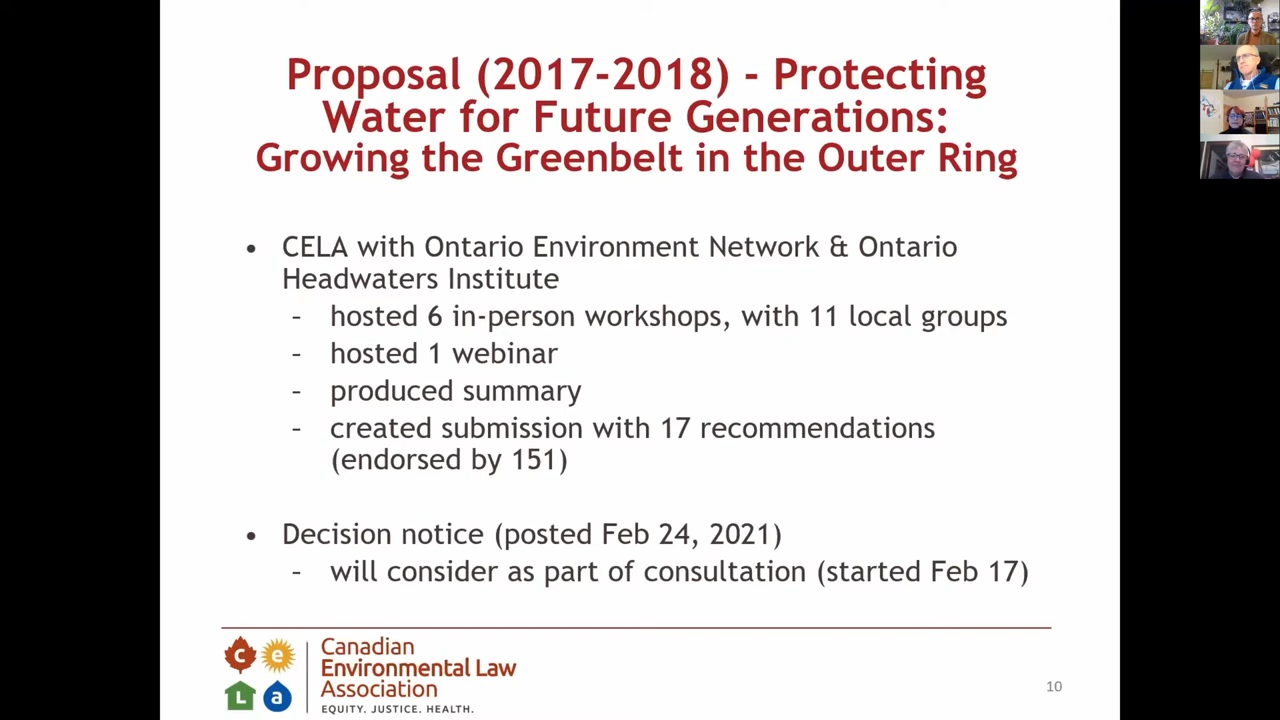 Proposal (2017-2018) - Protecting
Water for Future Generations:
Growing the Greenbelt in the Outer Ring
• CELA with Ontario Environment Network & Ontario
Headwaters Institute
- hosted 6 in-person workshops, with 11 local groups
- hosted 1 webinar
- produced summary
- created submission with 17 recommendations
(endorsed by 151)
• Decision notice (posted Feb 24, 2021)
- will consider as part of consultation (started Feb 17)
c e
L a
Canadian
Environmental Law
Association
EQUITY. JUSTICE. HEALTH.
10